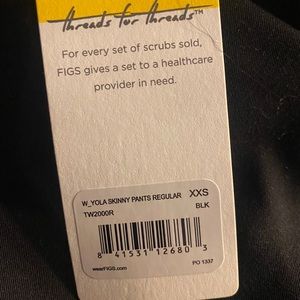 threads for threads™
For every set of scrubs sold,
FIGS gives a set to a healthcare
provider in need.
W_YOLA SKINNY PANTS REGULAR XXS
TW2000R BLK
8 41531 12680 3
wearFIGS.com PO 1337